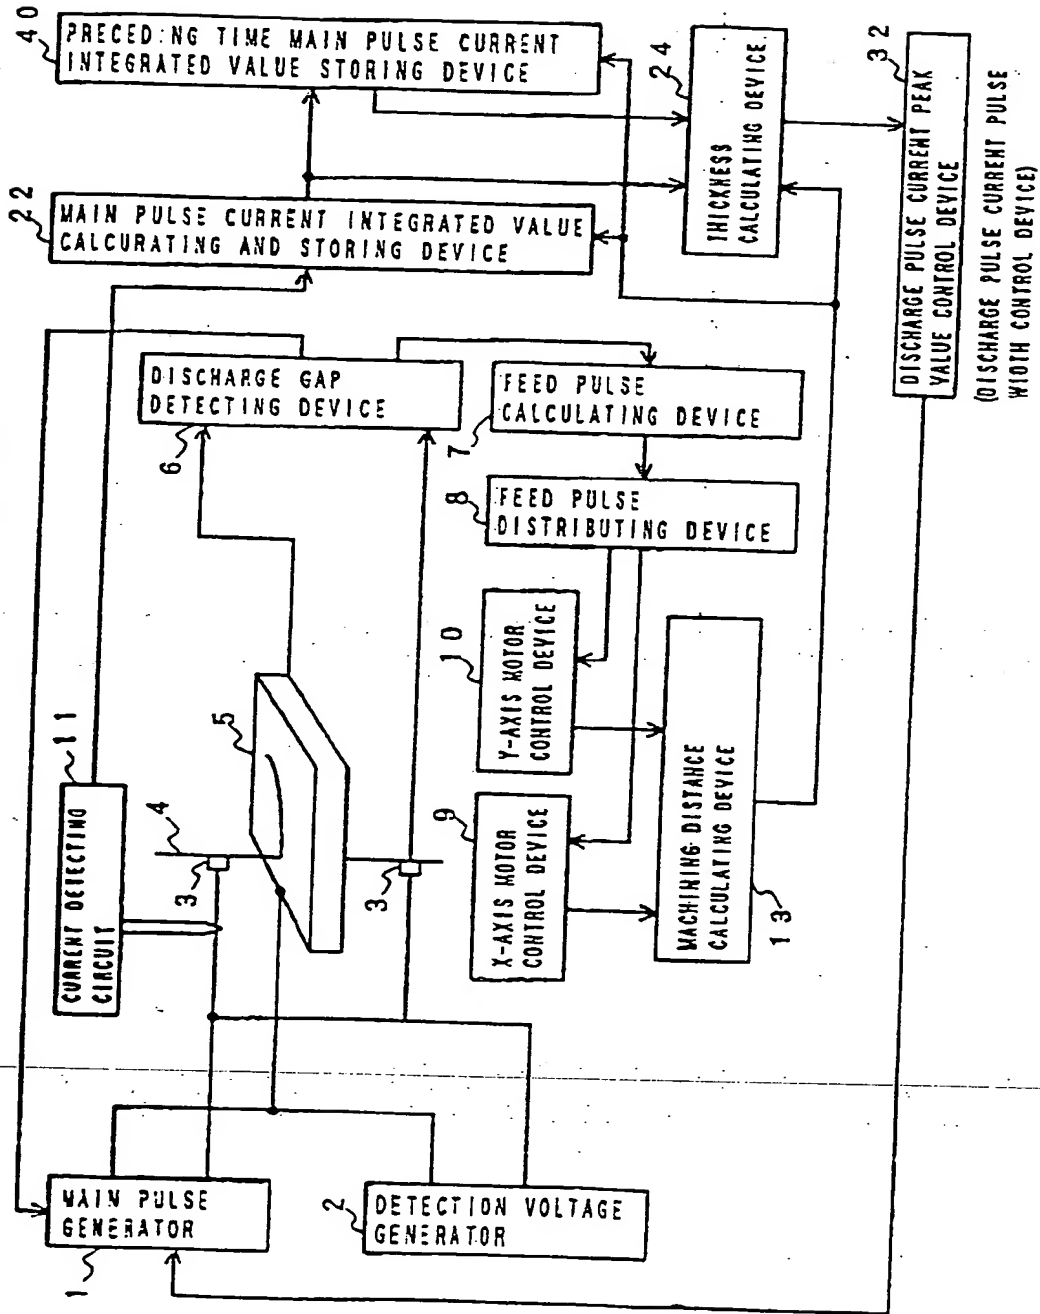 40
PRECED:NG TIME MAIN PULSE CURRENT
INTEGRATED VALUE STORING DEVICE
22
MAIN PULSE CURRENT INTEGRATED VALUE
CALCURATING AND STORING DEVICE
24
THICKNESS
CALCULATING DEVICE
32
DISCHARGE PULSE CURRENT PEAK
VALUE CONTROL DEVICE
(DISCHARGE PULSE CURRENT PULSE
WIDTH CONTROL DEVICE)
6
DISCHARGE GAP
DETECTING DEVICE
7
FEED PULSE
CALCULATING DEVICE
8
FEED PULSE
DISTRIBUTING DEVICE
11
CURRENT DETECTING
CIRCUIT
4
3
5
3
10
Y-AXIS MOTOR
CONTROL DEVICE
9
X-AXIS MOTOR
CONTROL DEVICE
MACHINING DISTANCE
CALCULATING DEVICE
13
1
MAIN PULSE
GENERATOR
2
DETECTION VOLTAGE
GENERATOR